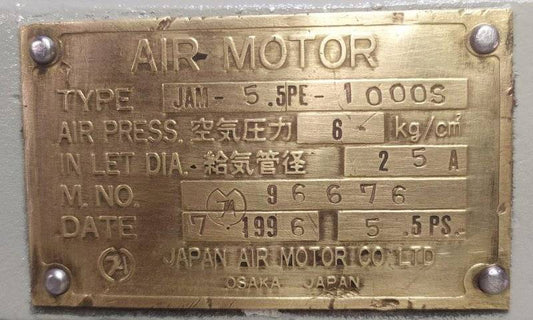 AIR MOTOR
TYPE JAM-5.5PE-1000S
AIR PRESS. 空気圧力 6 kg/cm²
IN LET DIA. 給気管径 25A
M. NO. 96676
DATE 7 1996 5.5PS.
JAPAN AIR MOTOR CO. LTD
OSAKA JAPAN